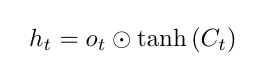 h_t = o_t ⊙ tanh (C_t)